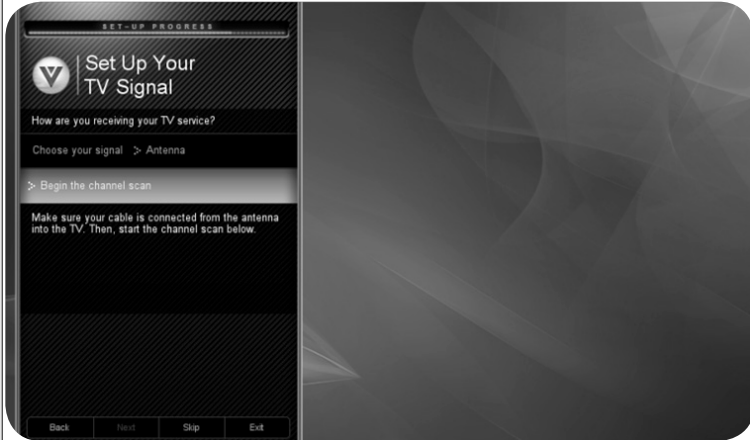 SET-UP PROGRESS
V
Set Up Your
TV Signal
How are you receiving your TV service?
Choose your signal > Antenna
> Begin the channel scan
Make sure your cable is connected from the antenna
into the TV. Then, start the channel scan below.
Back Next Skip Exit